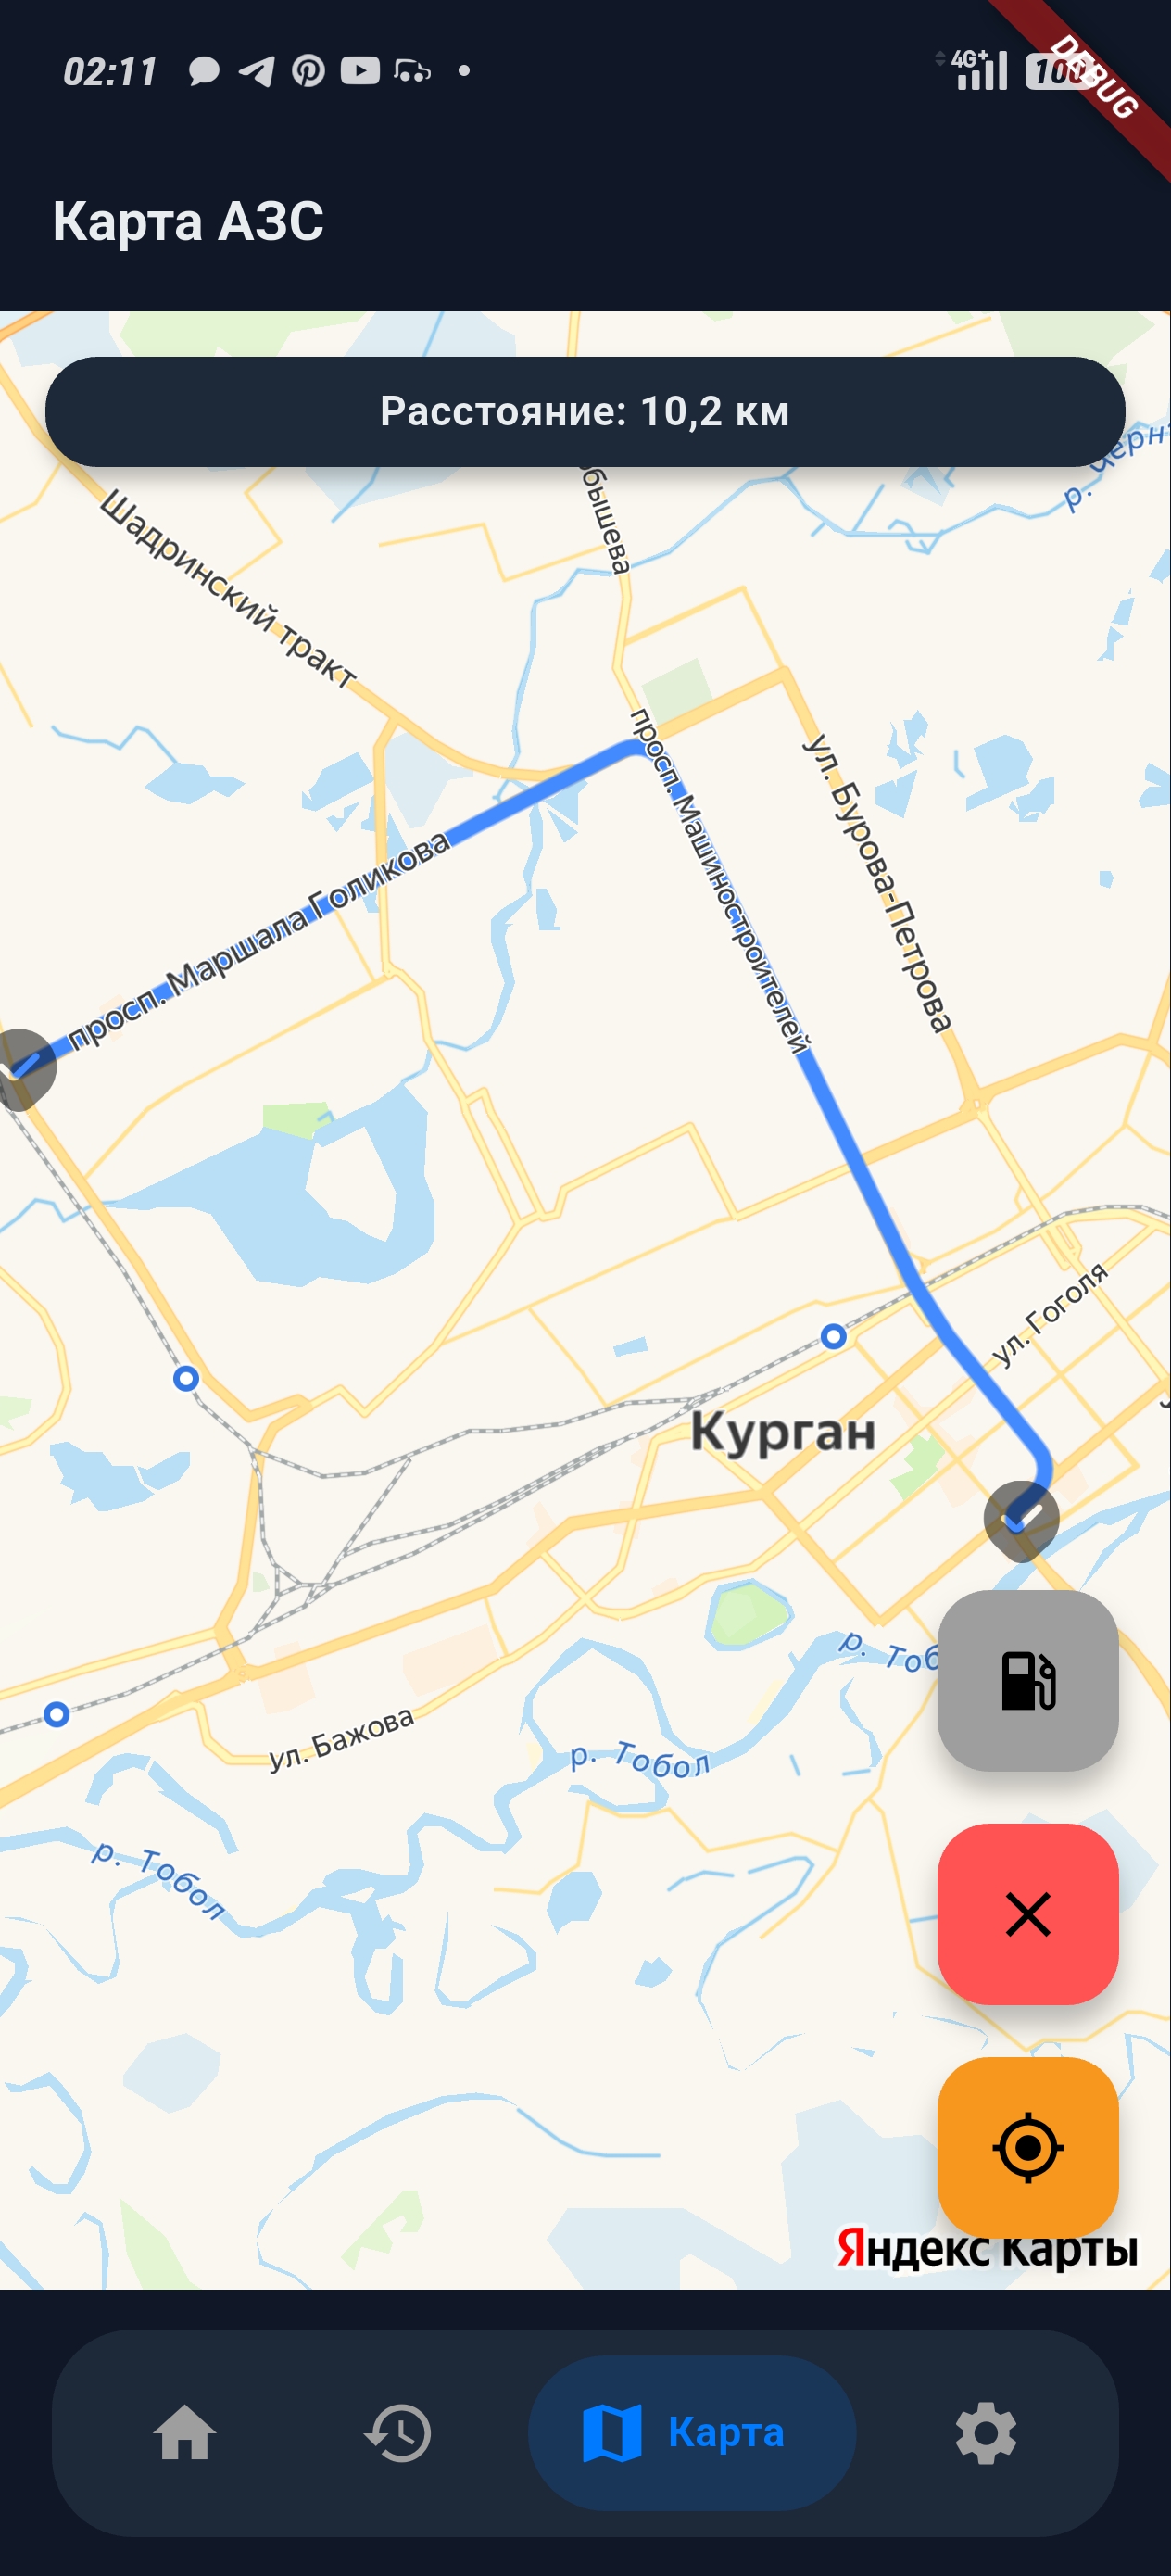 02:11
4G+
100
DEBUG
Карта АЗС
Расстояние: 10,2 км
р. Черн
бышева
Шадринский тракт
просп. Машиностроителей
ул. Бурова-Петрова
просп. Маршала Голикова
ул. Гоголя
Курган
р. Тоб
ул. Бажова
р. Тобол
р. Тобол
Яндекс Карты
Карта